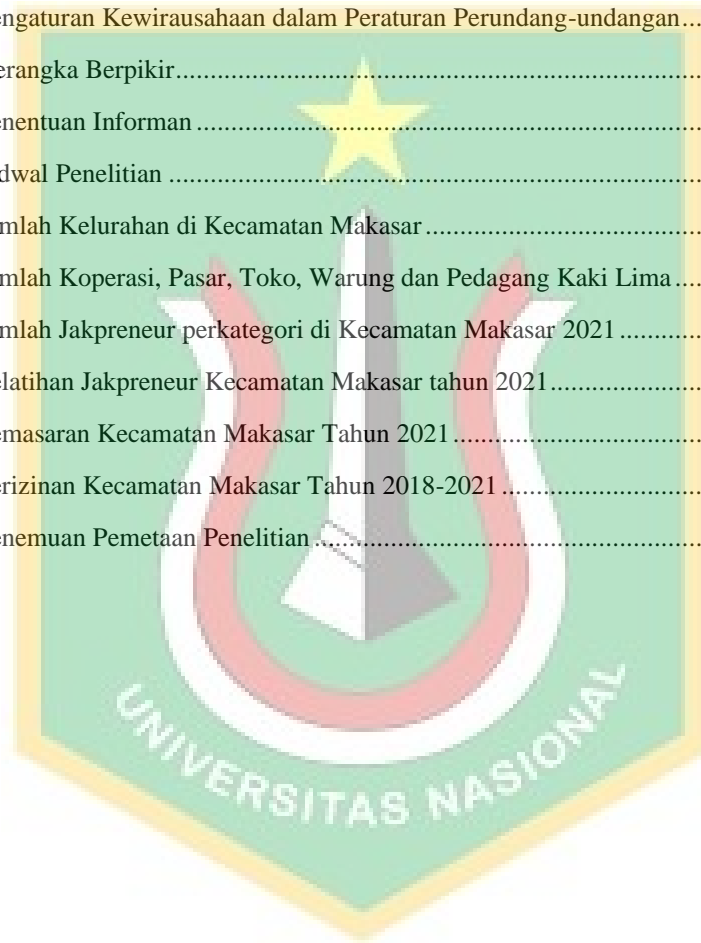 engaturan Kewirausahaan dalam Peraturan Perundang-undangan...
erangka Berpikir....................................................................................
enentuan Informan.................................................................................
dwal Penelitian.....................................................................................
mlah Kelurahan di Kecamatan Makasar............................................
mlah Koperasi, Pasar, Toko, Warung dan Pedagang Kaki Lima....
mlah Jakpreneur perkategori di Kecamatan Makasar 2021.............
elatihan Jakpreneur Kecamatan Makasar tahun 2021.......................
emasaran Kecamatan Makasar Tahun 2021......................................
erizinan Kecamatan Makasar Tahun 2018-2021..............................
enemuan Pemetaan Penelitian............................................................
UNIVERSITAS NASIONAL